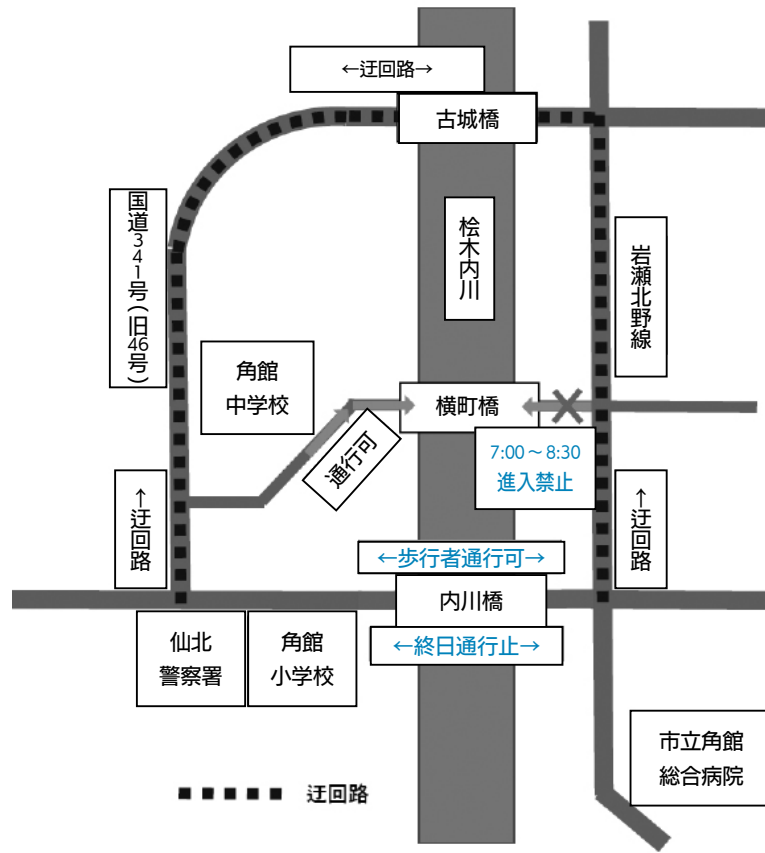 ←迂回路→
古城橋
国道341号(旧46号)
桧木内川
岩瀬北野線
角館
中学校
横町橋
通行可
7:00～8:30
進入禁止
↑迂回路
↑迂回路
←歩行者通行可→
内川橋
←終日通行止→
仙北
警察署
角館
小学校
市立角館
総合病院
迂回路